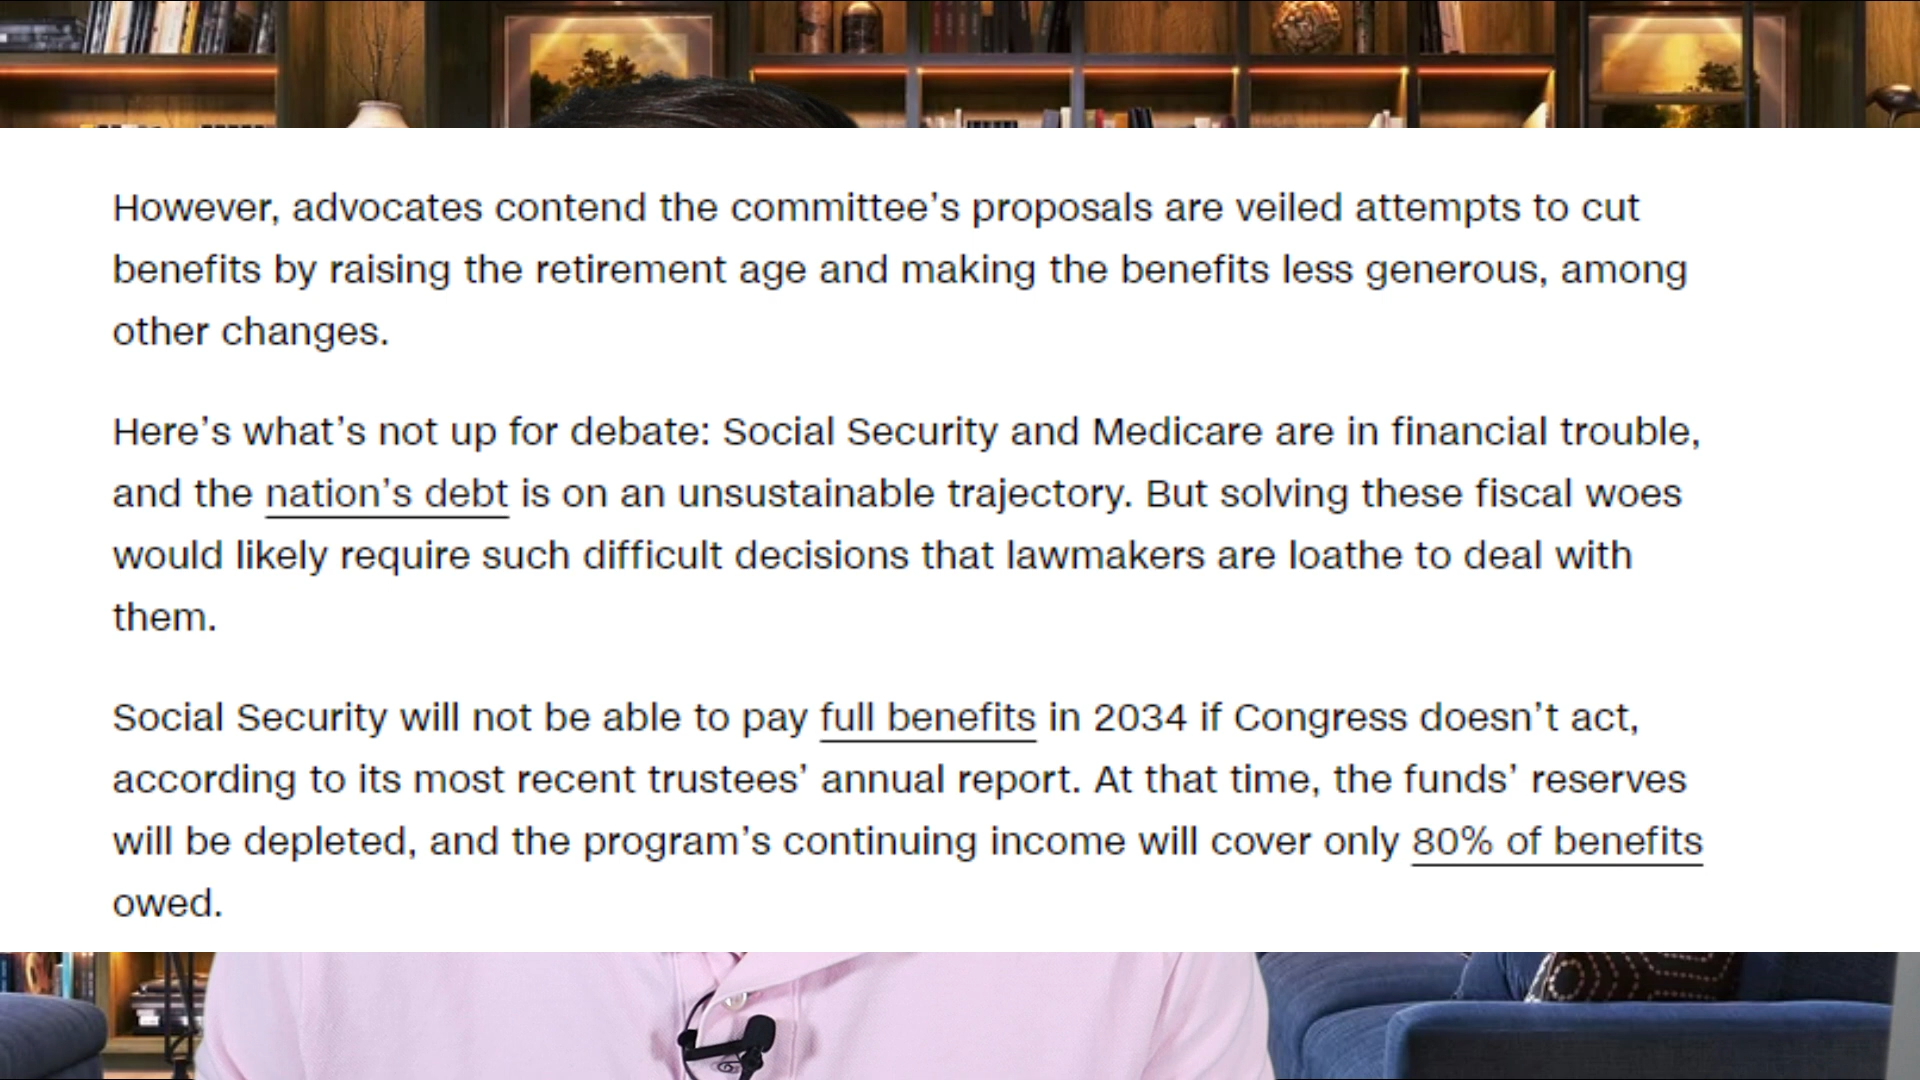 However, advocates contend the committee’s proposals are veiled attempts to cut
benefits by raising the retirement age and making the benefits less generous, among
other changes.
Here’s what’s not up for debate: Social Security and Medicare are in financial trouble,
and the nation’s debt is on an unsustainable trajectory. But solving these fiscal woes
would likely require such difficult decisions that lawmakers are loathe to deal with
them.
Social Security will not be able to pay full benefits in 2034 if Congress doesn’t act,
according to its most recent trustees’ annual report. At that time, the funds’ reserves
will be depleted, and the program’s continuing income will cover only 80% of benefits
owed.